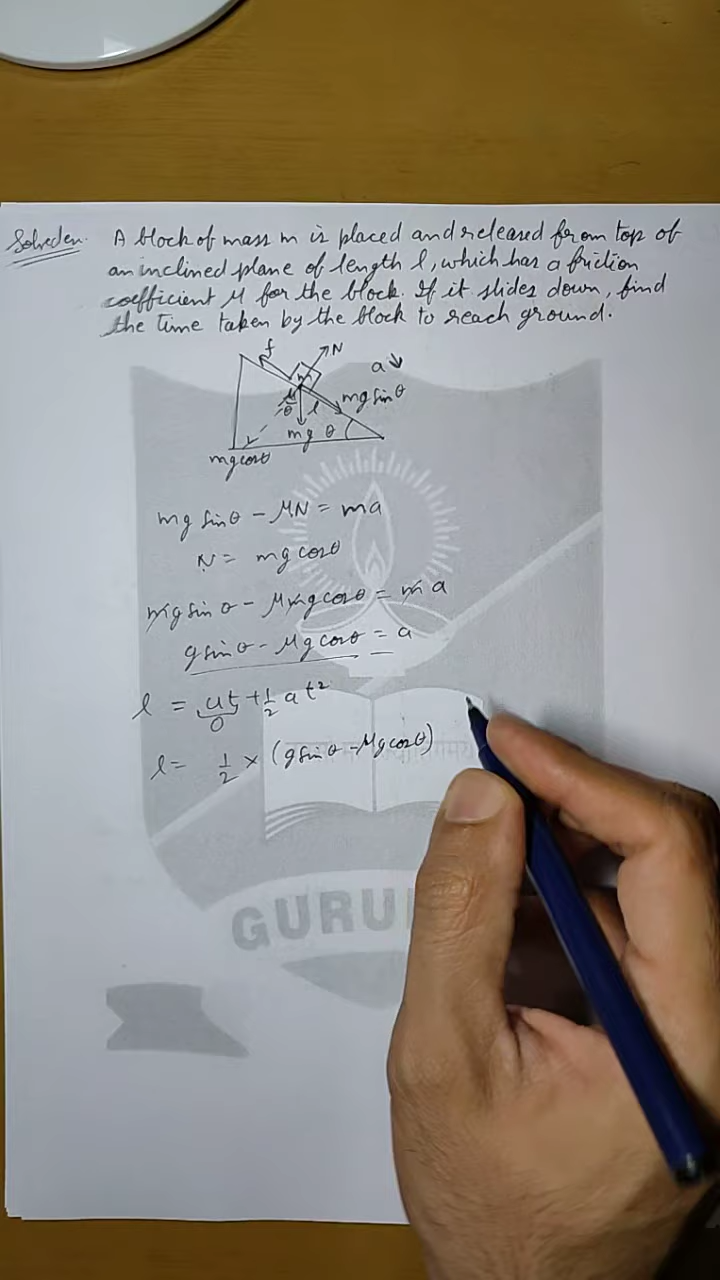 Solved ex. A block of mass m is placed and released from top of
an inclined plane of length l, which has a friction
coefficient μ for the block. If it slides down, find
the time taken by the block to reach ground.
f
N
a
m
μ
θ
l
mg sinθ
mg
θ
mg cosθ
mg sinθ - μN = ma
N = mg cosθ
mg sinθ - μmg cosθ = ma
g sinθ - μg cosθ = a
l = ut + 1/2 a t²
0
l = 1/2 × (g sinθ - μg cosθ)
GURU